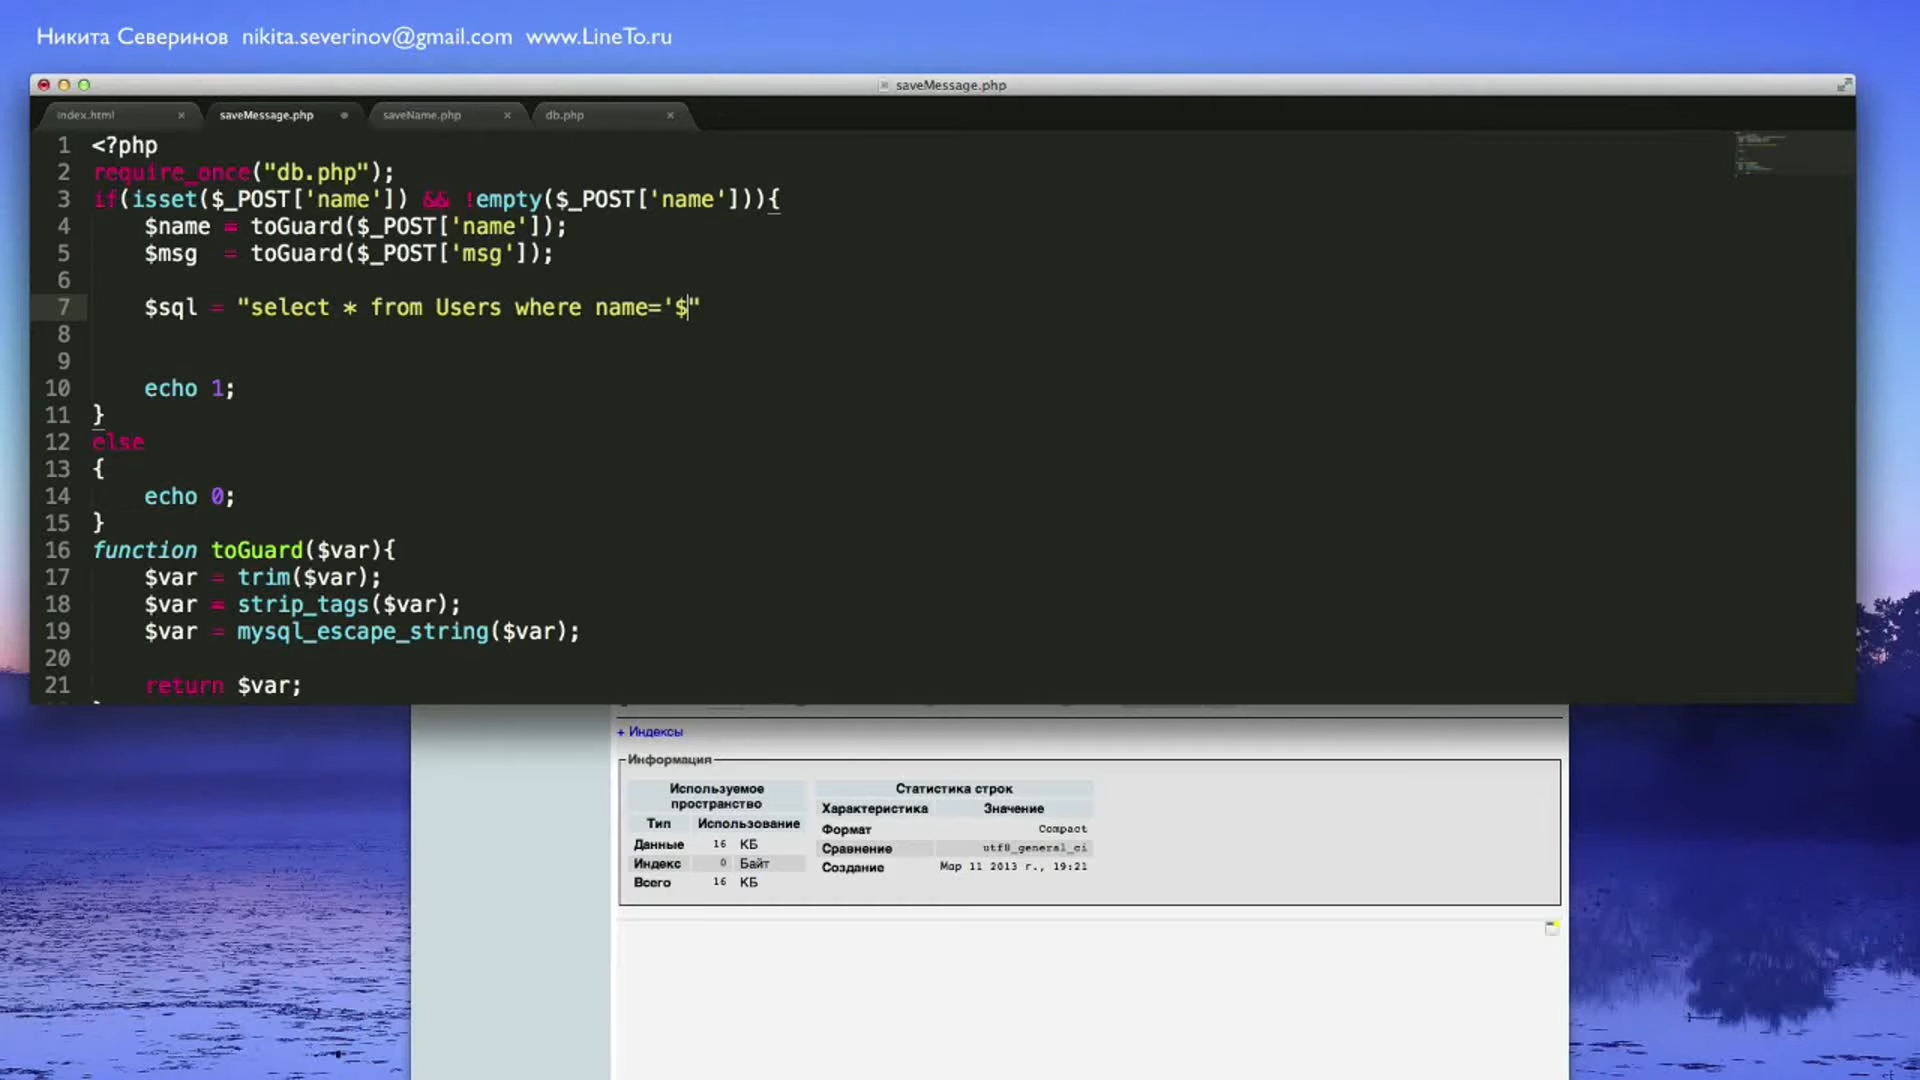 Никита Северинов nikita.severinov@gmail.com www.LineTo.ru
saveMessage.php
index.html saveMessage.php saveName.php db.php
1 <?php
2 require_once("db.php");
3 if(isset($_POST['name']) && !empty($_POST['name'])){
4 $name = toGuard($_POST['name']);
5 $msg = toGuard($_POST['msg']);
6
7 $sql = "select * from Users where name='$"
8
9
10 echo 1;
11 }
12 else
13 {
14 echo 0;
15 }
16 function toGuard($var){
17 $var = trim($var);
18 $var = strip_tags($var);
19 $var = mysql_escape_string($var);
20
21 return $var;
+ Индексы
Информация
Используемое
пространство
Тип Использование
Данные 16 КБ
Индекс 0 Байт
Всего 16 КБ
Статистика строк
Характеристика Значение
Формат Compact
Сравнение utf8_general_ci
Создание Мар 11 2013 г., 19:21